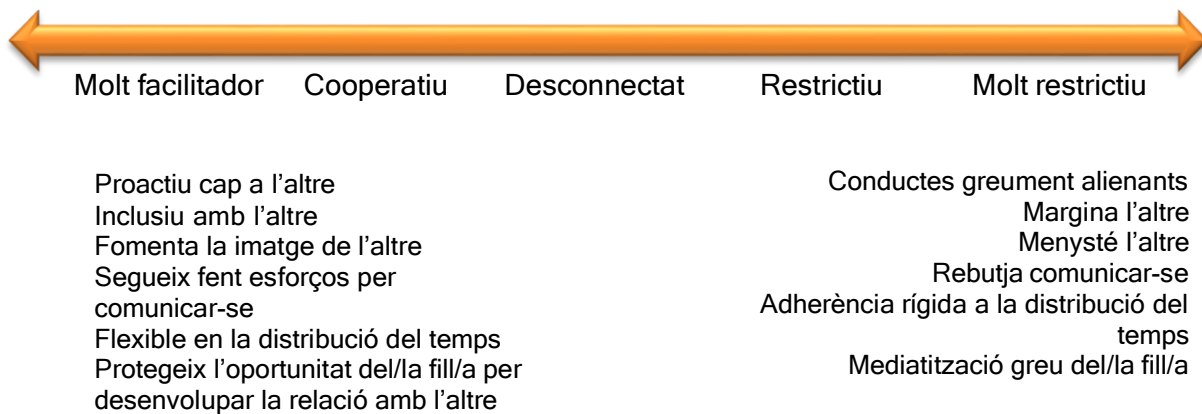 Molt facilitador Cooperatiu Desconnectat Restrictiu Molt restrictiu
Proactiu cap a l’altre
Inclusiu amb l’altre
Fomenta la imatge de l’altre
Segueix fent esforços per
comunicar-se
Flexible en la distribució del temps
Protegeix l’oportunitat del/la fill/a per
desenvolupar la relació amb l’altre
Conductes greument alienants
Margina l’altre
Menysté l’altre
Rebutja comunicar-se
Adherència rígida a la distribució del
temps
Mediatització greu del/la fill/a